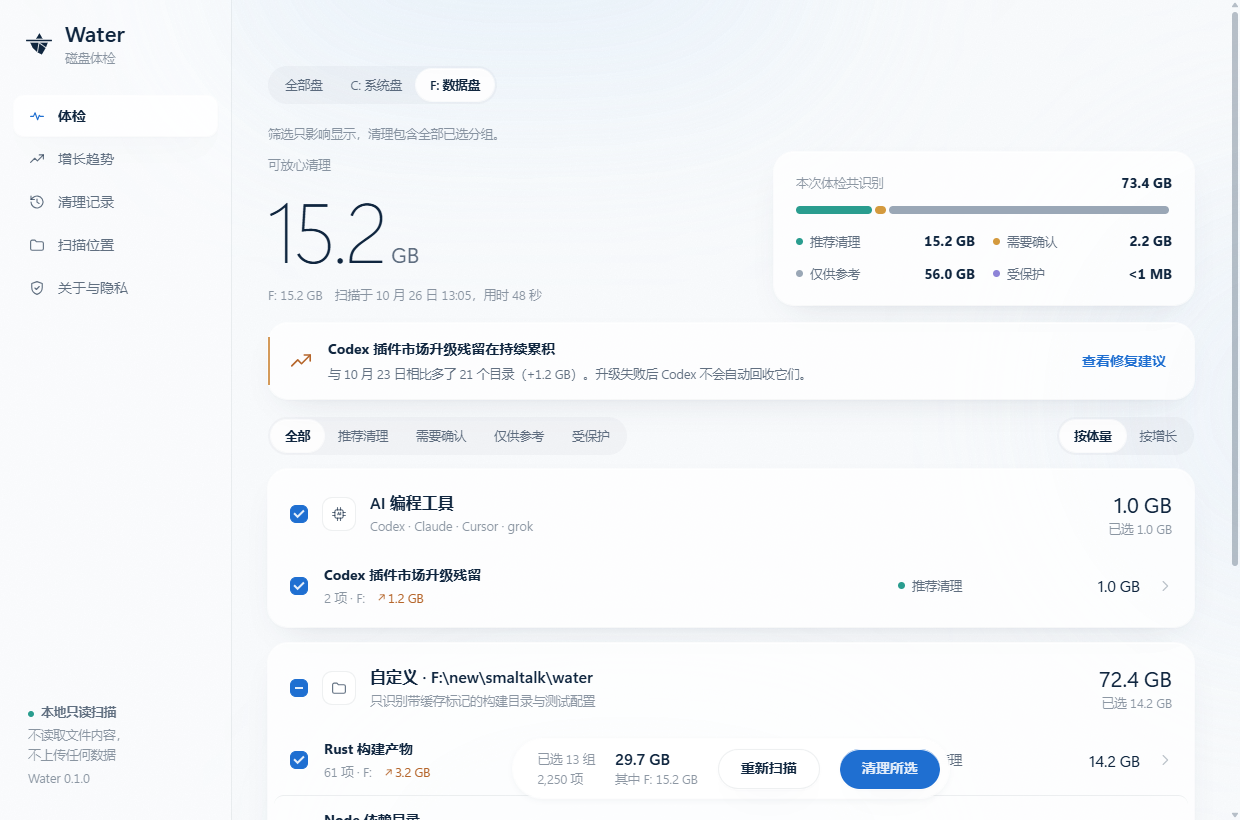 Water
磁盘体检
体检
增长趋势
清理记录
扫描位置
关于与隐私
本地只读扫描
不读取文件内容，
不上传任何数据
Water 0.1.0
全部盘 C: 系统盘 F: 数据盘
筛选只影响显示，清理包含全部已选分组。
可放心清理
15.2 GB
F: 15.2 GB 扫描于 10 月 26 日 13:05，用时 48 秒
本次体检共识别 73.4 GB
推荐清理 15.2 GB 需要确认 2.2 GB
仅供参考 56.0 GB 受保护 <1 MB
Codex 插件市场升级残留在持续累积
与 10 月 23 日相比多了 21 个目录（+1.2 GB）。升级失败后 Codex 不会自动回收它们。
查看修复建议
全部 推荐清理 需要确认 仅供参考 受保护 按体量 按增长
AI 编程工具 1.0 GB
Codex · Claude · Cursor · grok 已选 1.0 GB
Codex 插件市场升级残留
2 项 · F: ↗1.2 GB
推荐清理 1.0 GB
自定义 · F:\new\smaltalk\water 72.4 GB
只识别带缓存标记的构建目录与测试配置 已选 14.2 GB
Rust 构建产物
61 项 · F: ↗3.2 GB
理 14.2 GB
已选 13 组 29.7 GB
2,250 项 其中 F: 15.2 GB
重新扫描 清理所选
Node 依赖目录